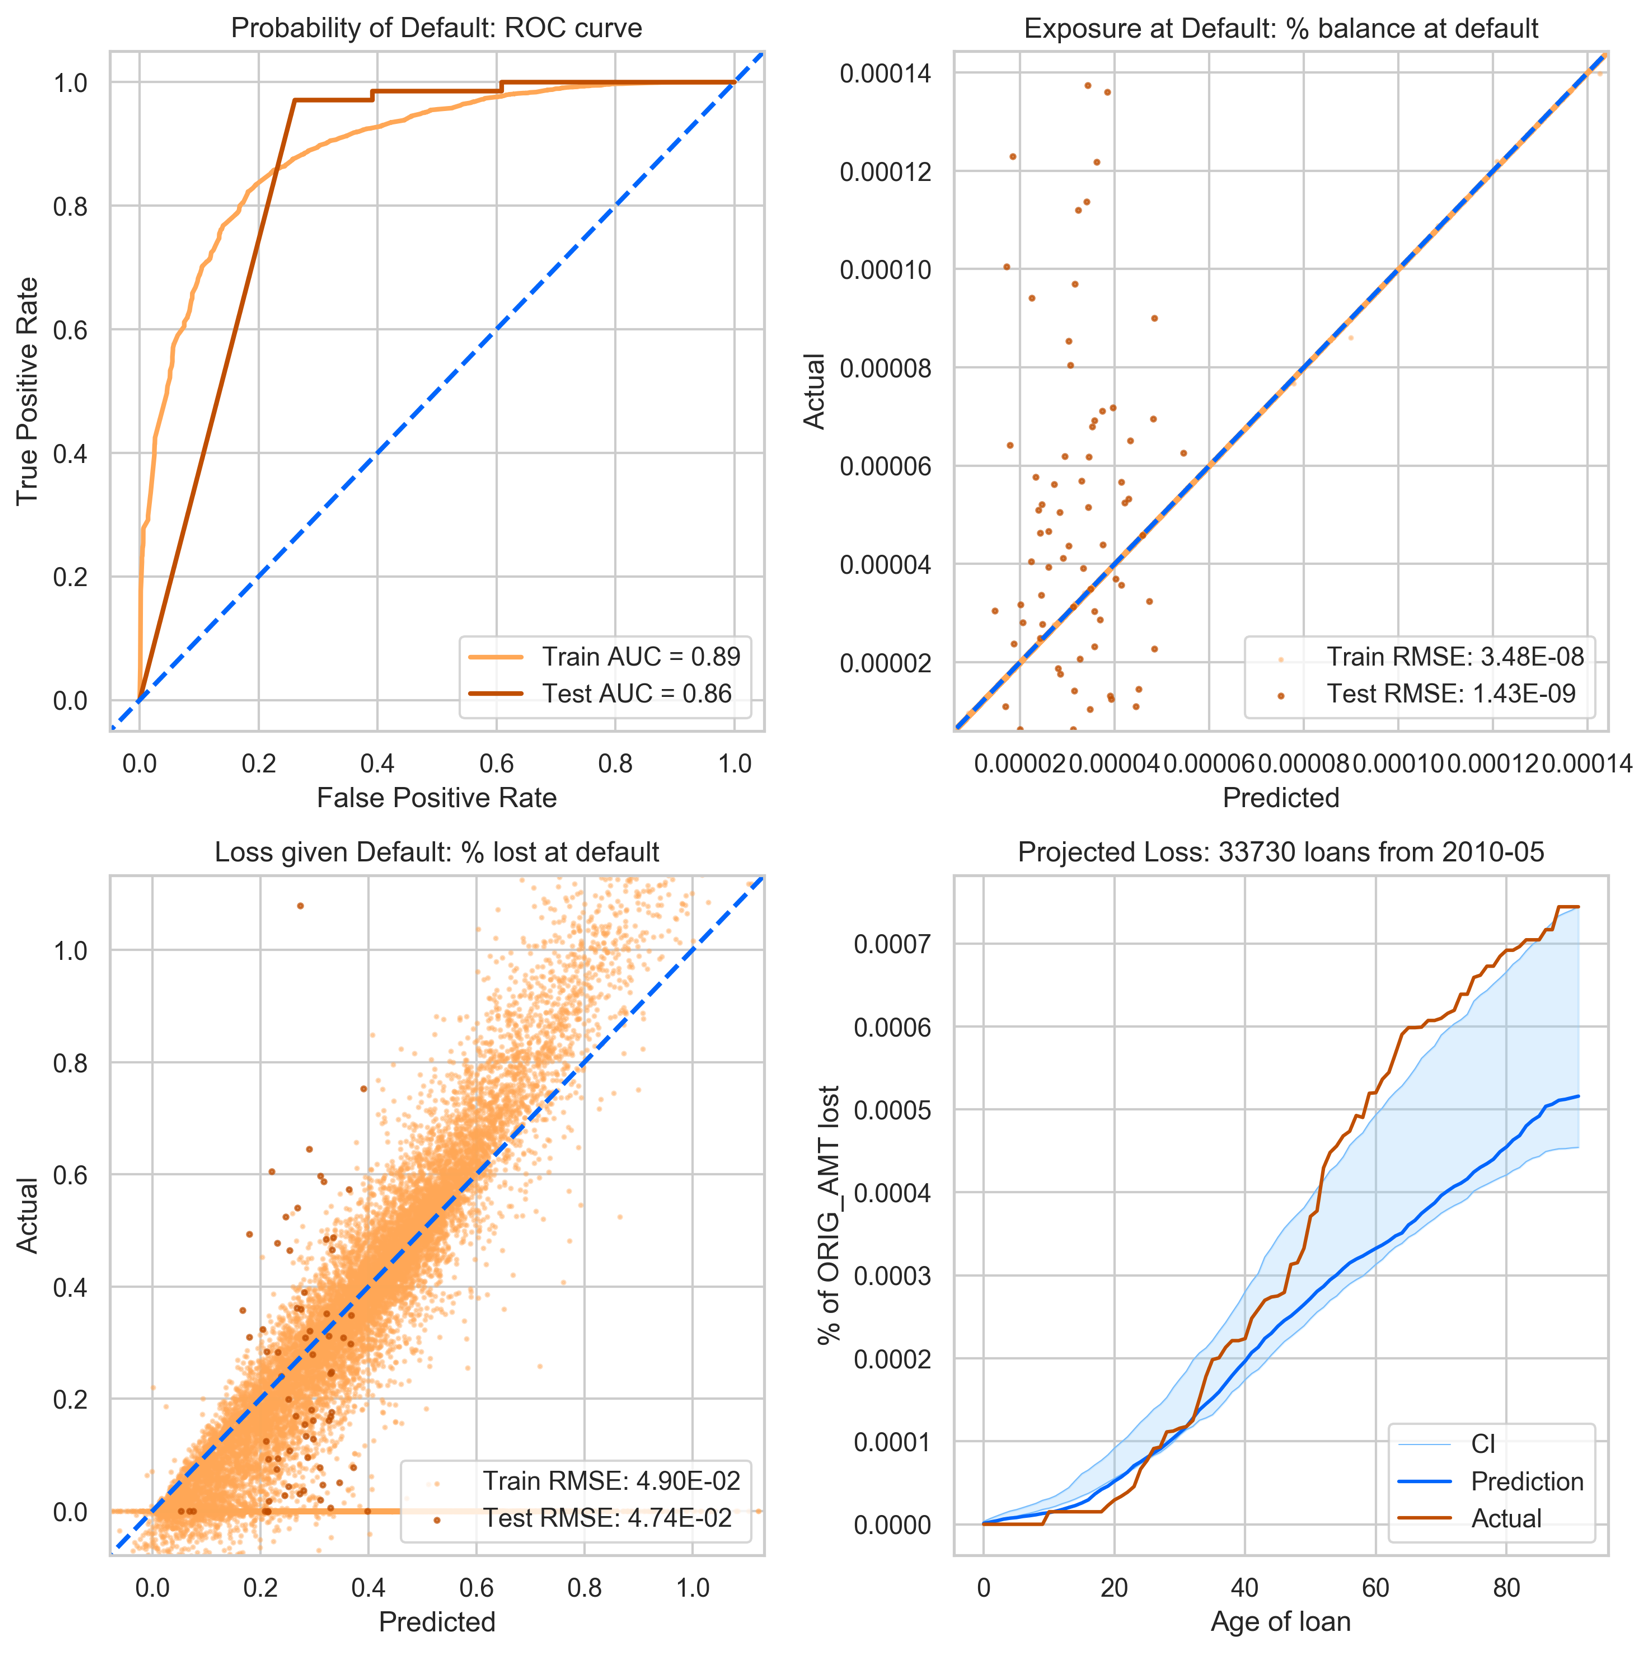 Probability of Default: ROC curve
1.0
0.8
0.6
0.4
0.2
0.0
True Positive Rate
Train AUC = 0.89
Test AUC = 0.86
0.0 0.2 0.4 0.6 0.8 1.0
False Positive Rate
Exposure at Default: % balance at default
0.00014
0.00012
0.00010
0.00008
0.00006
0.00004
0.00002
Actual
Train RMSE: 3.48E-08
Test RMSE: 1.43E-09
0.00002 0.00004 0.00006 0.00008 0.00010 0.00012 0.00014
Predicted
Loss given Default: % lost at default
1.0
0.8
0.6
0.4
0.2
0.0
Actual
Train RMSE: 4.90E-02
Test RMSE: 4.74E-02
0.0 0.2 0.4 0.6 0.8 1.0
Predicted
Projected Loss: 33730 loans from 2010-05
0.0007
0.0006
0.0005
0.0004
0.0003
0.0002
0.0001
0.0000
% of ORIG_AMT lost
CI
Prediction
Actual
0 20 40 60 80
Age of loan